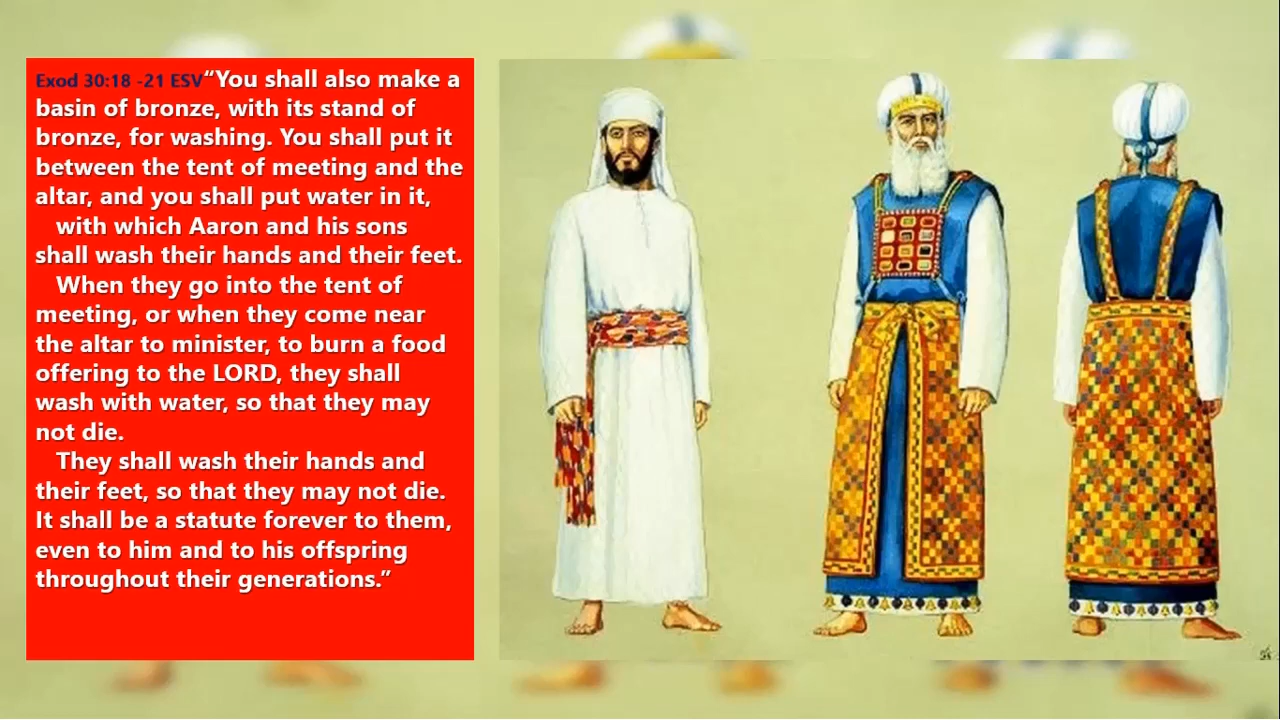 Exod 30:18 -21 ESV“You shall also make a
basin of bronze, with its stand of
bronze, for washing. You shall put it
between the tent of meeting and the
altar, and you shall put water in it,
with which Aaron and his sons
shall wash their hands and their feet.
When they go into the tent of
meeting, or when they come near
the altar to minister, to burn a food
offering to the LORD, they shall
wash with water, so that they may
not die.
They shall wash their hands and
their feet, so that they may not die.
It shall be a statute forever to them,
even to him and to his offspring
throughout their generations.”